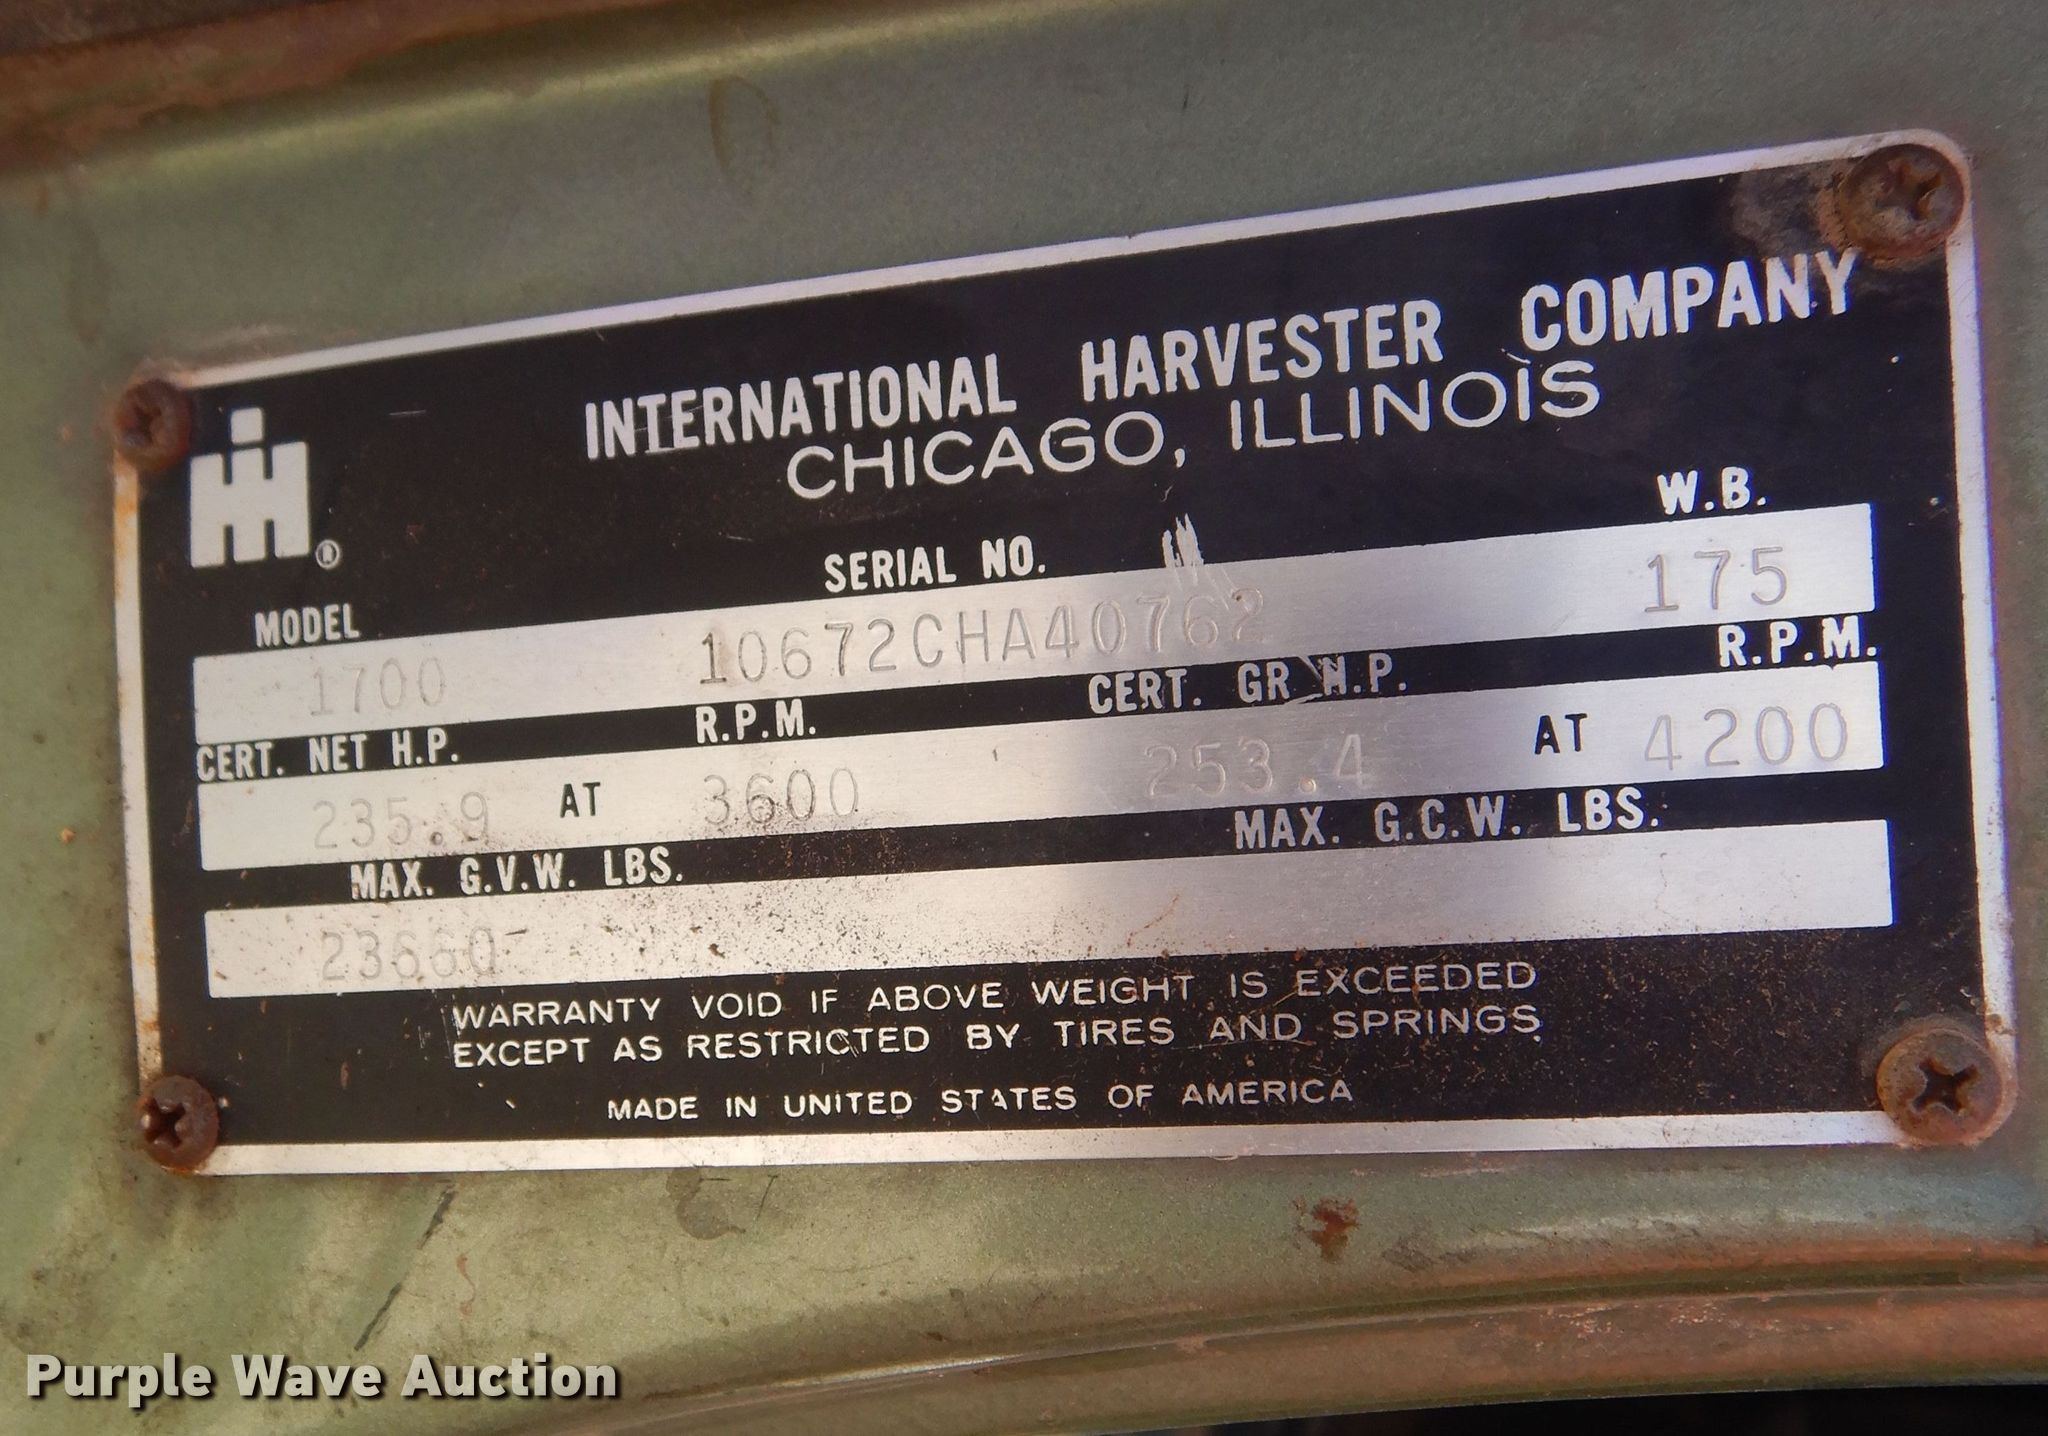 INTERNATIONAL HARVESTER COMPANY
CHICAGO, ILLINOIS
MODEL SERIAL NO. W.B.
1700 10672CHA40762 175
CERT. NET H.P. R.P.M. CERT. GR H.P. R.P.M.
235.9 AT 3600 253.4 AT 4200
MAX. G.V.W. LBS. MAX. G.C.W. LBS.
23660
WARRANTY VOID IF ABOVE WEIGHT IS EXCEEDED
EXCEPT AS RESTRICTED BY TIRES AND SPRINGS.
MADE IN UNITED STATES OF AMERICA
Purple Wave Auction